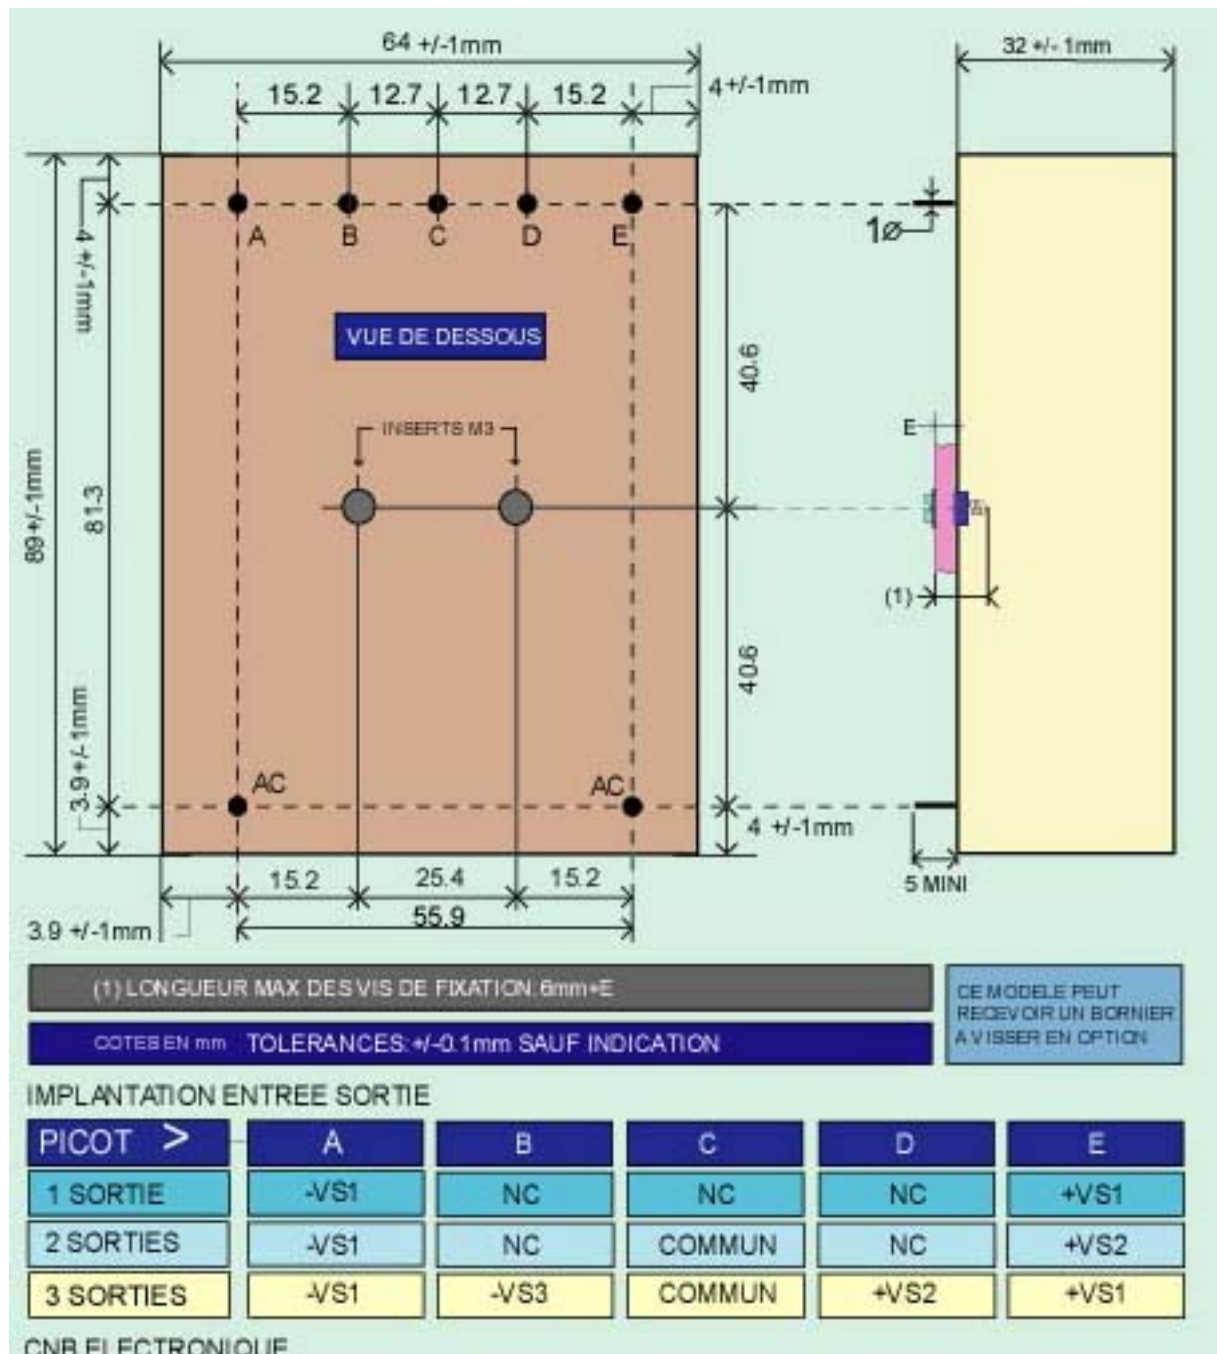 64 +/-1mm
32 +/- 1mm
15.2 12.7 12.7 15.2
4+/-1mm
4 +/-1mm
A B C D E
1Ø
VUE DE DESSOUS
40.6
INSERTS M3
E
89+/-1mm
81.3
(1)
40.6
3.9 +/-1mm
AC AC
4 +/-1mm
15.2 25.4 15.2
5 MINI
55.9
3.9 +/-1mm
(1) LONGUEUR MAX DES VIS DE FIXATION: 6mm+E
COTES EN mm TOLERANCES: +/-0.1mm SAUF INDICATION
CE MODELE PEUT
RECEVOIR UN BORNIER
A VISSER EN OPTION
IMPLANTATION ENTREE SORTIE
PICOT > A B C D E
1 SORTIE -VS1 NC NC NC +VS1
2 SORTIES -VS1 NC COMMUN NC +VS2
3 SORTIES -VS1 -VS3 COMMUN +VS2 +VS1
CNB ELECTRONIQUE